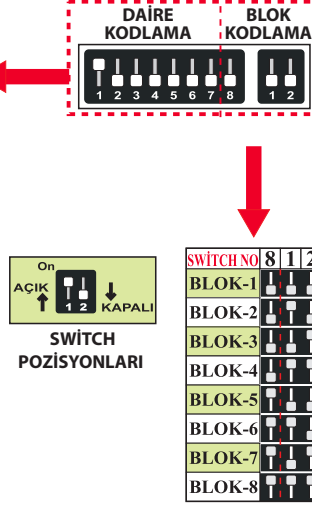 DAİRE BLOK
KODLAMA KODLAMA
1 2 3 4 5 6 7 8 1 2
SWİTCH NO 8 1 2
BLOK-1
BLOK-2
BLOK-3
BLOK-4
BLOK-5
BLOK-6
BLOK-7
BLOK-8
On
AÇIK 1 2 KAPALI
SWİTCH
POZİSYONLARI